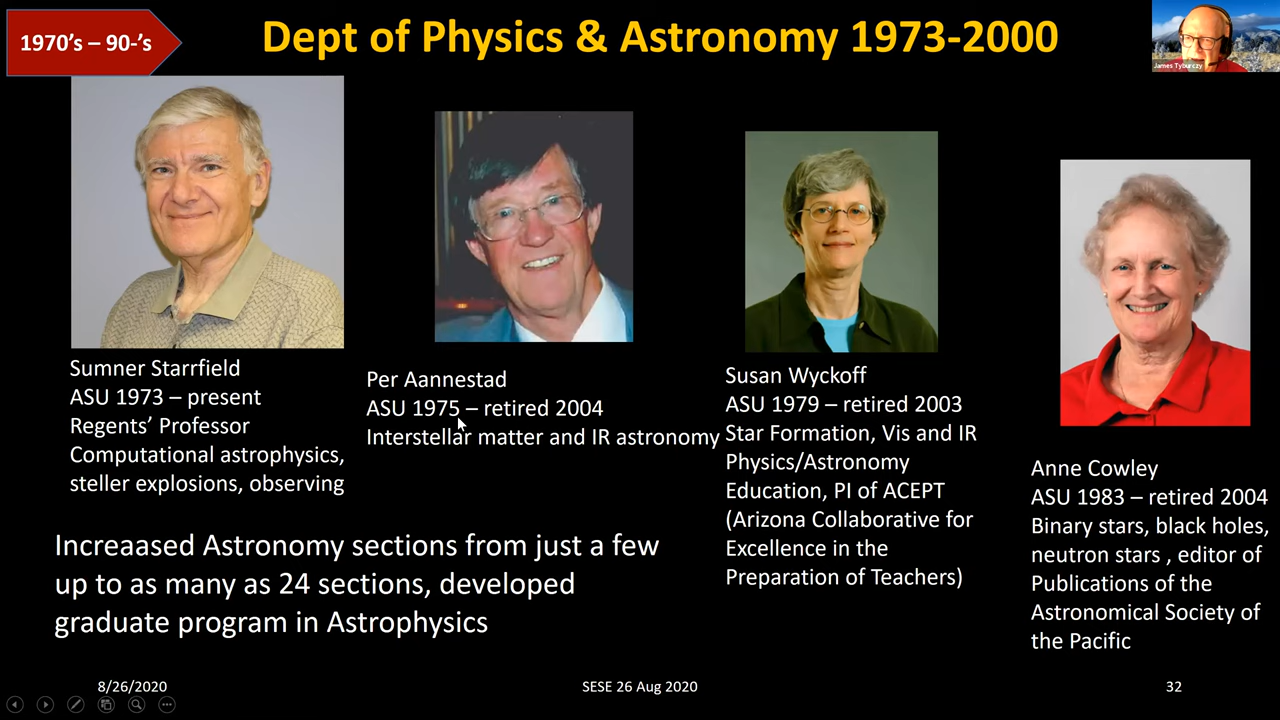 1970's – 90-'s
Dept of Physics & Astronomy 1973-2000
James Tyburczy
Sumner Starrfield
ASU 1973 – present
Regents' Professor
Computational astrophysics,
steller explosions, observing
Per Aannestad
ASU 1975 – retired 2004
Interstellar matter and IR astronomy
Susan Wyckoff
ASU 1979 – retired 2003
Star Formation, Vis and IR
Physics/Astronomy
Education, PI of ACEPT
(Arizona Collaborative for
Excellence in the
Preparation of Teachers)
Anne Cowley
ASU 1983 – retired 2004
Binary stars, black holes,
neutron stars , editor of
Publications of the
Astronomical Society of
the Pacific
Increaased Astronomy sections from just a few
up to as many as 24 sections, developed
graduate program in Astrophysics
8/26/2020
SESE 26 Aug 2020
32